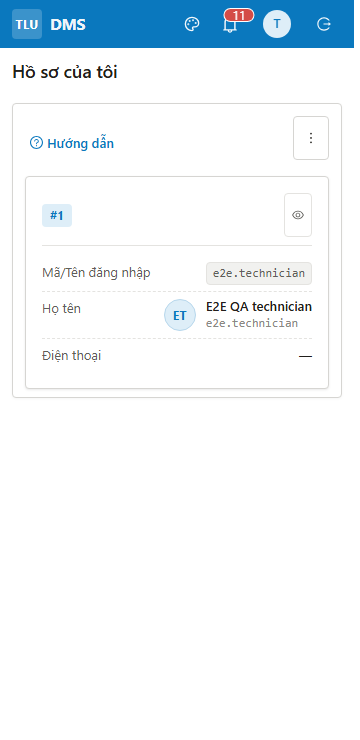 TLU DMS 11 T
Hồ sơ của tôi
Hướng dẫn
#1
Mã/Tên đăng nhập e2e.technician
Họ tên ET E2E QA technician
e2e.technician
Điện thoại —